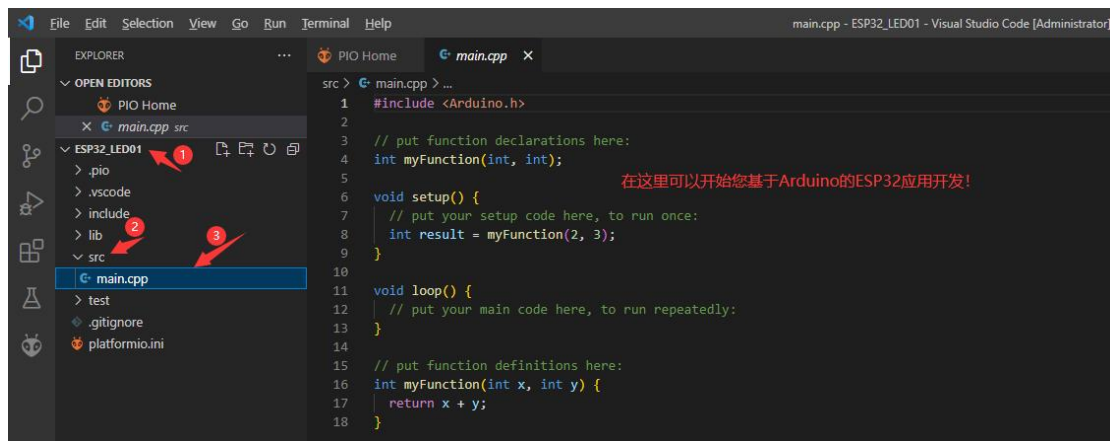 File Edit Selection View Go Run Terminal Help
main.cpp - ESP32_LED01 - Visual Studio Code [Administrator]
EXPLORER
OPEN EDITORS
PIO Home
main.cpp src
ESP32_LED01
1
.pio
.vscode
include
2
lib
3
src
main.cpp
test
.gitignore
platformio.ini
PIO Home
main.cpp
src > main.cpp > ...
1 #include <Arduino.h>
2
3 // put function declarations here:
4 int myFunction(int, int);
5
在这里可以开始您基于Arduino的ESP32应用开发!
6 void setup() {
7 // put your setup code here, to run once:
8 int result = myFunction(2, 3);
9 }
10
11 void loop() {
12 // put your main code here, to run repeatedly:
13 }
14
15 // put function definitions here:
16 int myFunction(int x, int y) {
17 return x + y;
18 }